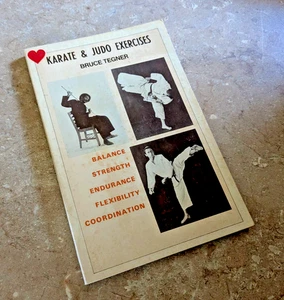 KARATE & JUDO EXERCISES
BRUCE TEGNER
BALANCE
STRENGTH
ENDURANCE
FLEXIBILITY
COORDINATION